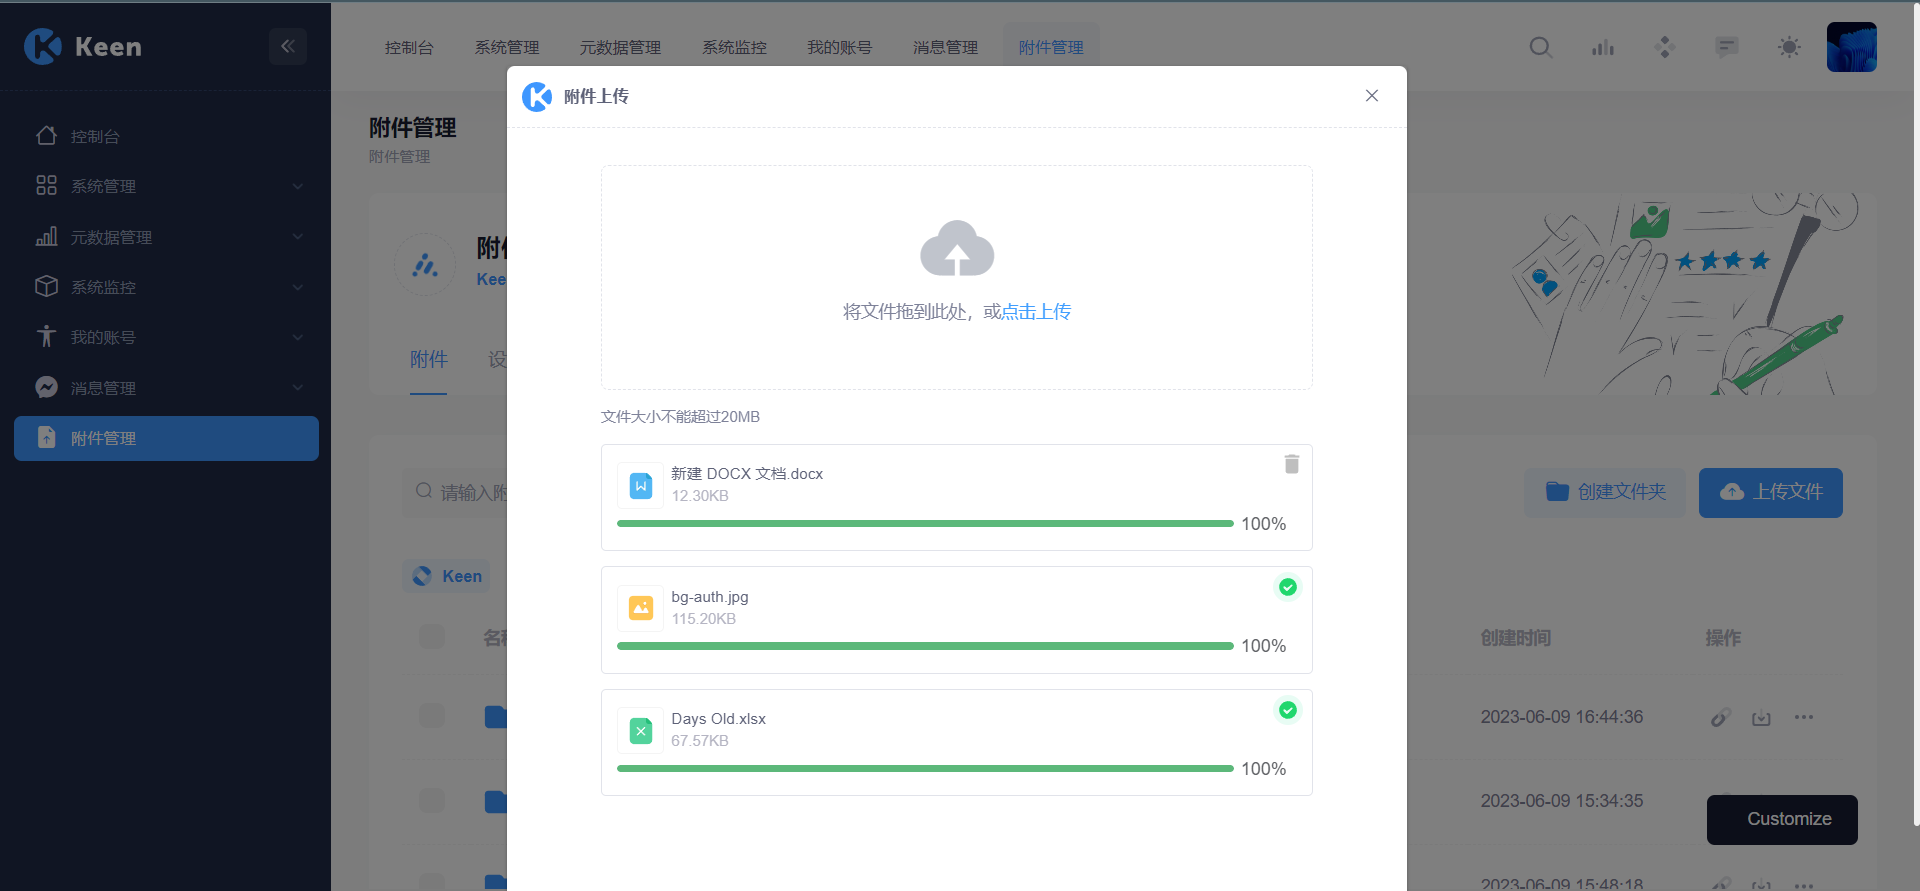 Keen
控制台
系统管理
元数据管理
系统监控
我的账号
消息管理
附件管理
控制台
系统管理
元数据管理
系统监控
我的账号
消息管理
附件管理
附件管理
附件管理
附件
设
请输入附
Keen
创建文件夹
上传文件
创建时间
操作
2023-06-09 16:44:36
2023-06-09 15:34:35
2023-06-09 15:48:18
Customize
附件上传
将文件拖到此处，或点击上传
文件大小不能超过20MB
新建 DOCX 文档.docx
12.30KB
100%
bg-auth.jpg
115.20KB
100%
Days Old.xlsx
67.57KB
100%